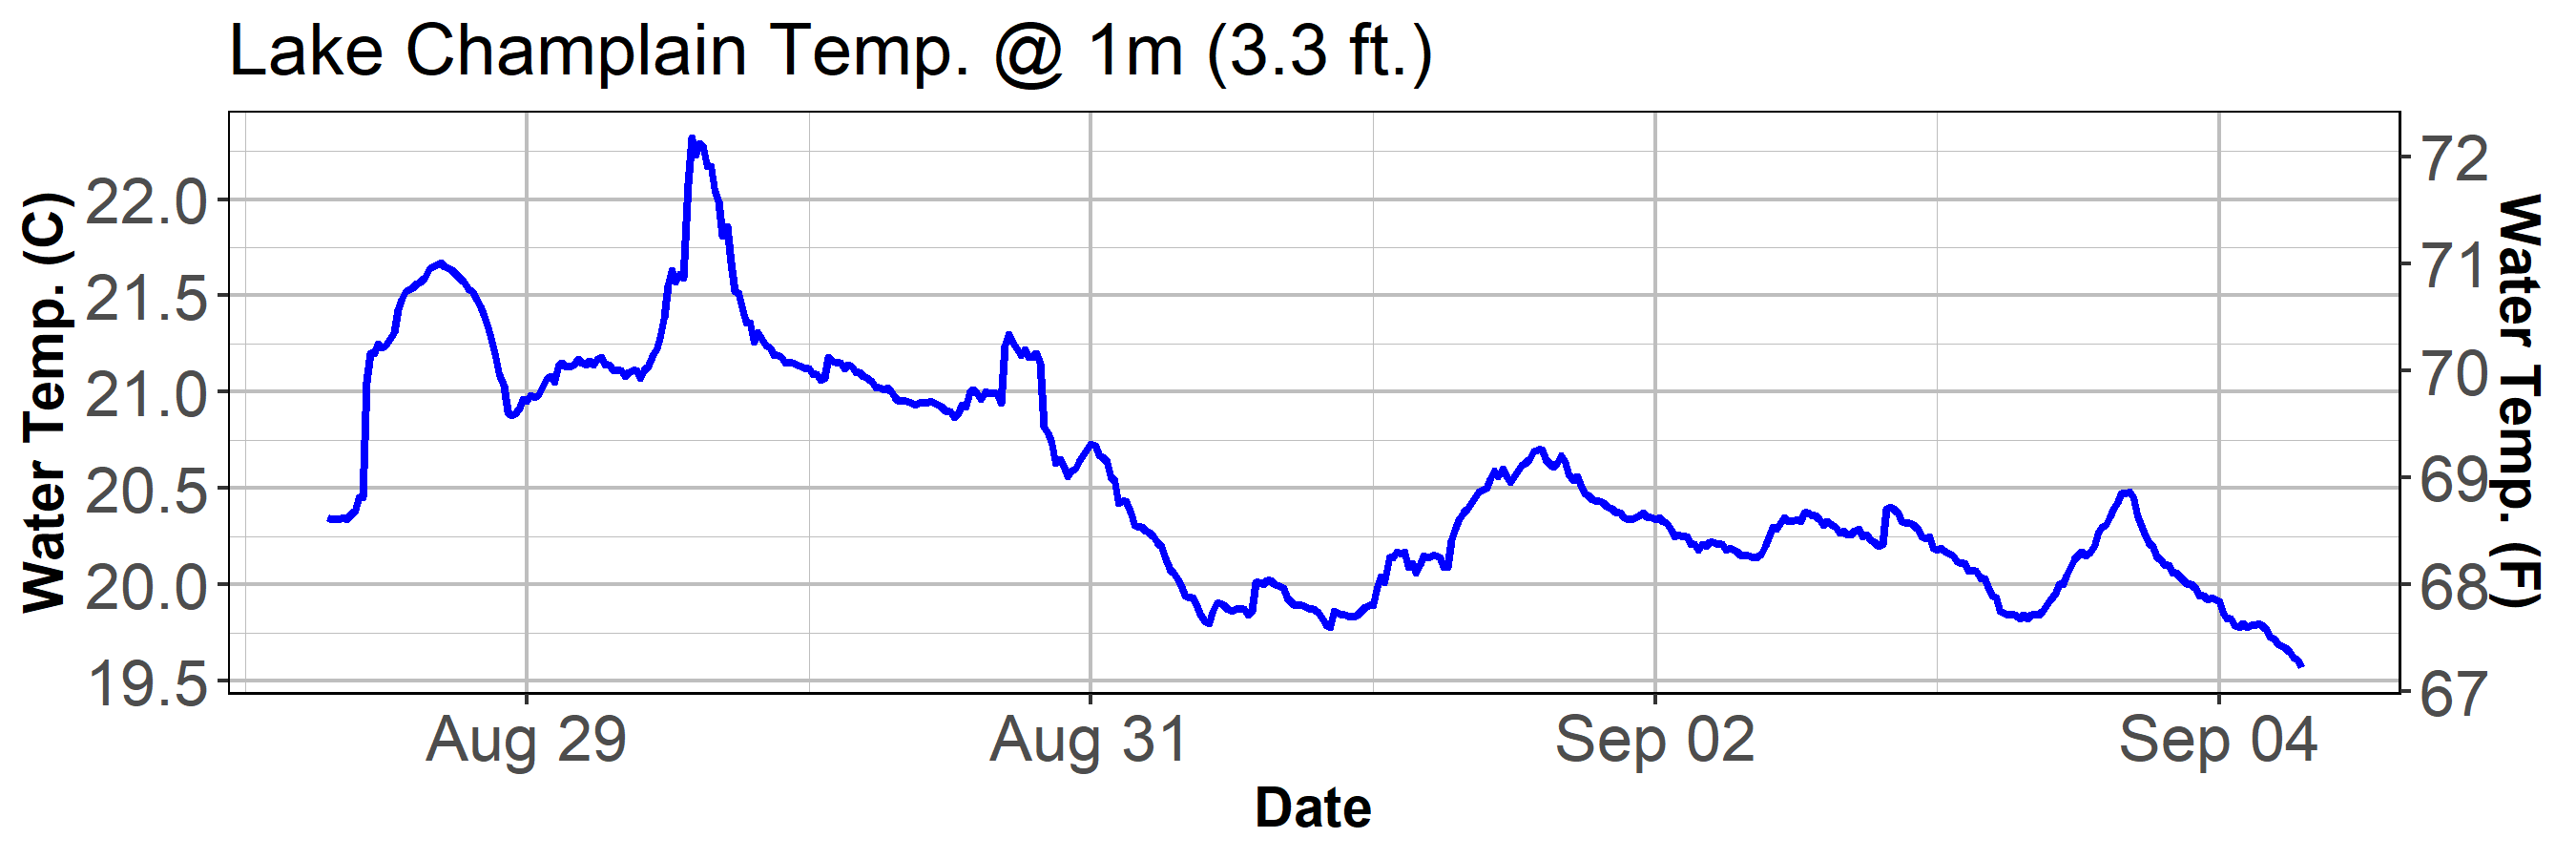 Lake Champlain Temp. @ 1m (3.3 ft.)
Water Temp. (C)
22.0
21.5
21.0
20.5
20.0
19.5
72
71
70
69
68
67
Water Temp. (F)
Aug 29
Aug 31
Sep 02
Sep 04
Date